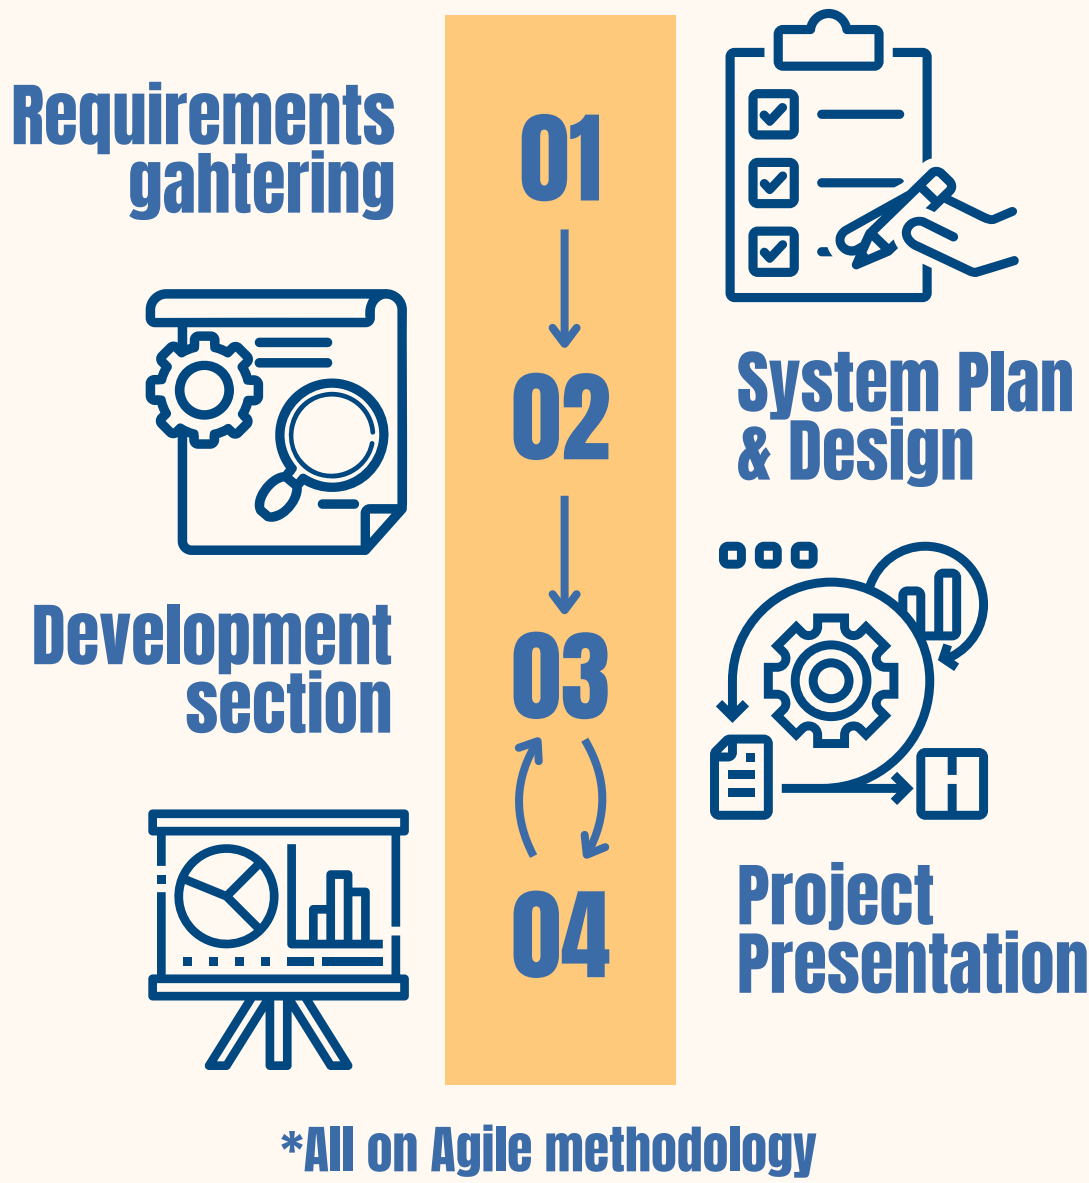 Requirements
gahtering
01
02
System Plan
& Design
Development
section
03
04
Project
Presentation
*All on Agile methodology